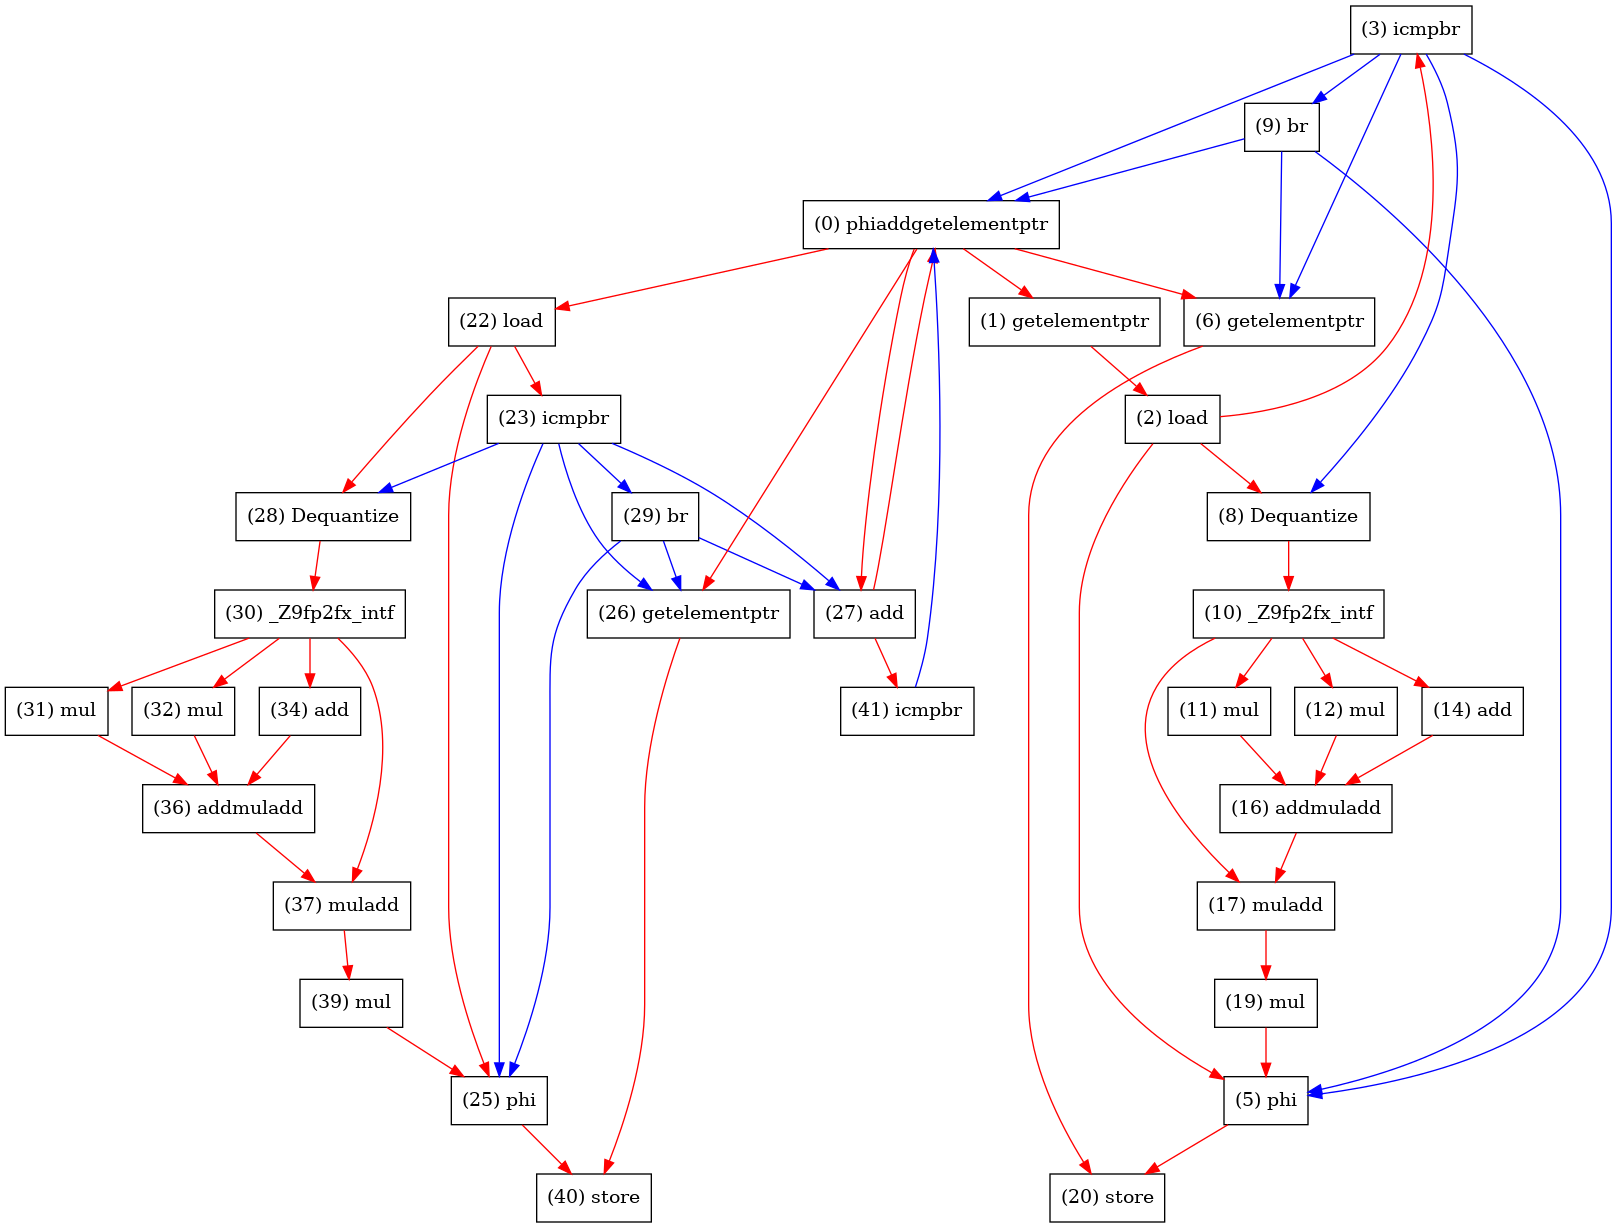 (3) icmpbr
(9) br
(0) phiaddgetelementptr
(22) load
(1) getelementptr
(6) getelementptr
(23) icmpbr
(2) load
(28) Dequantize
(29) br
(8) Dequantize
(30) _Z9fp2fx_intf
(26) getelementptr
(27) add
(10) _Z9fp2fx_intf
(31) mul
(32) mul
(34) add
(41) icmpbr
(11) mul
(12) mul
(14) add
(36) addmuladd
(16) addmuladd
(37) muladd
(17) muladd
(39) mul
(19) mul
(25) phi
(5) phi
(40) store
(20) store